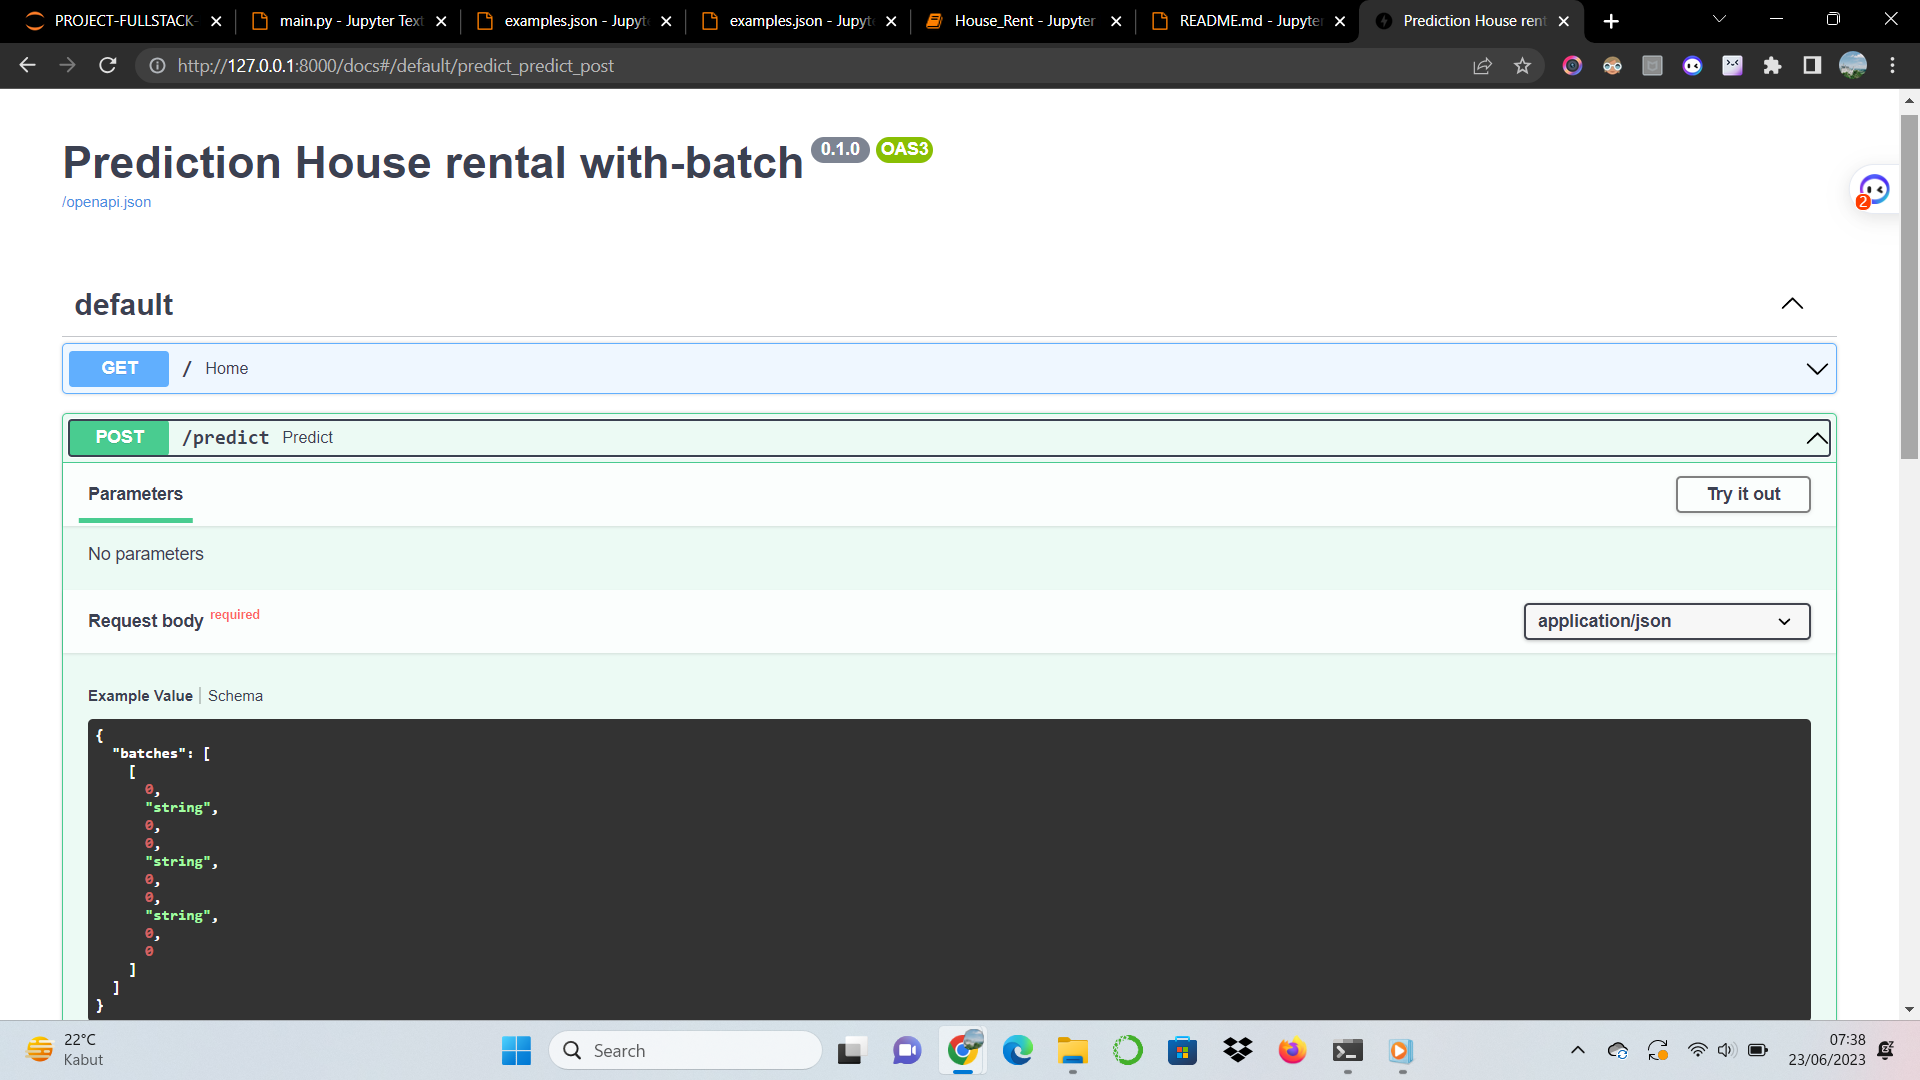 PROJECT-FULLSTACK-
main.py - Jupyter Text
examples.json - Jupyt
examples.json - Jupyt
House_Rent - Jupyter
README.md - Jupyter
Prediction House rent
http://127.0.0.1:8000/docs#/default/predict_predict_post
Prediction House rental with-batch 0.1.0 OAS3
/openapi.json
2
default
GET / Home
POST /predict Predict
Parameters
Try it out
No parameters
Request body required
application/json
Example Value | Schema
{
"batches": [
[
0,
"string",
0,
0,
"string",
0,
0,
"string",
0,
0
]
]
}
22°C
Kabut
Search
07:38
23/06/2023